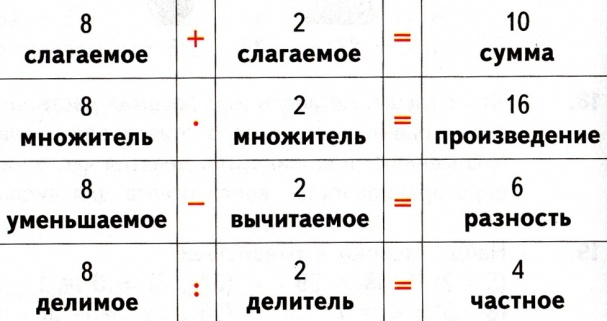 8 + 2 = 10
слагаемое слагаемое сумма
8 · 2 = 16
множитель множитель произведение
8 − 2 = 6
уменьшаемое вычитаемое разность
8 : 2 = 4
делимое делитель частное